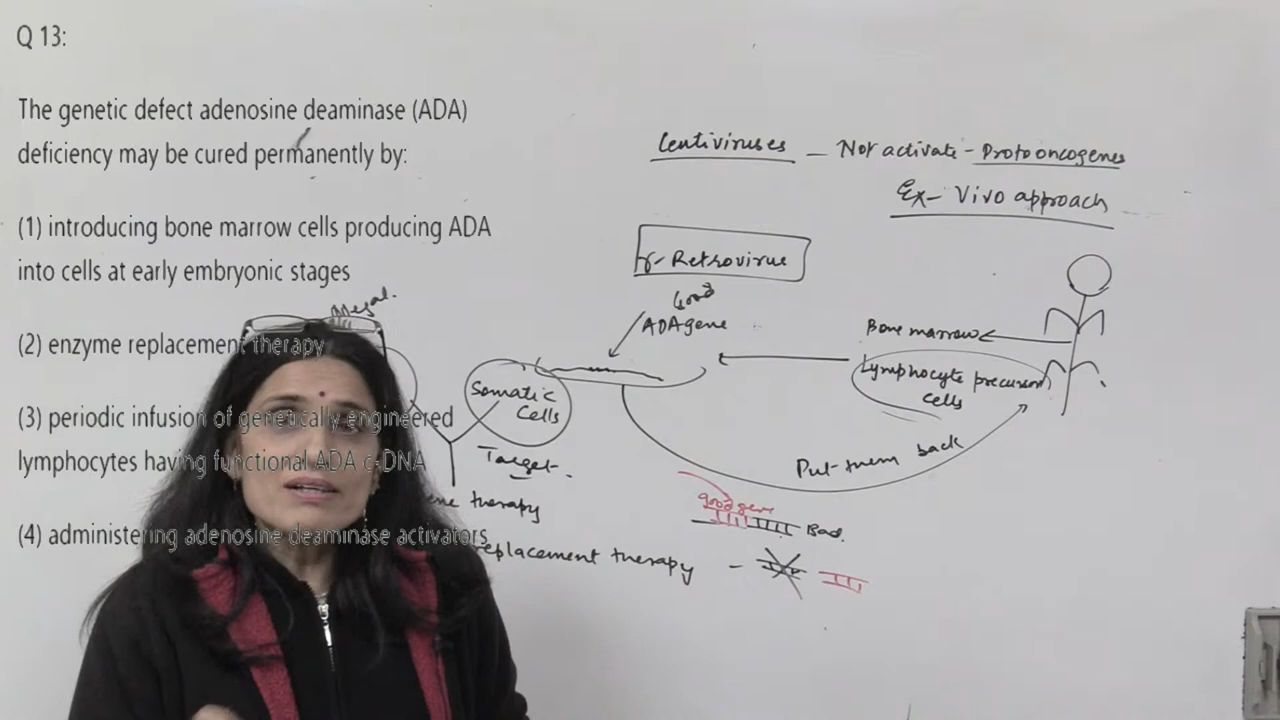 Q 13:
The genetic defect adenosine deaminase (ADA)
deficiency may be cured permanently by:
(1) introducing bone marrow cells producing ADA
into cells at early embryonic stages
(2) enzyme replacement therapy
(3) periodic infusion of genetically engineered
lymphocytes having functional ADA c-DNA
(4) administering adenosine deaminase activators
Lentiviruses - Not activate - Protooncogenes
Ex-Vivo approach
γ-Retrovirus
Good
ADA gene
Bone marrow
Lymphocyte precursor
cells
Somatic
Cells
Target
Put them back
therapy
good gene
Bad.
replacement therapy -